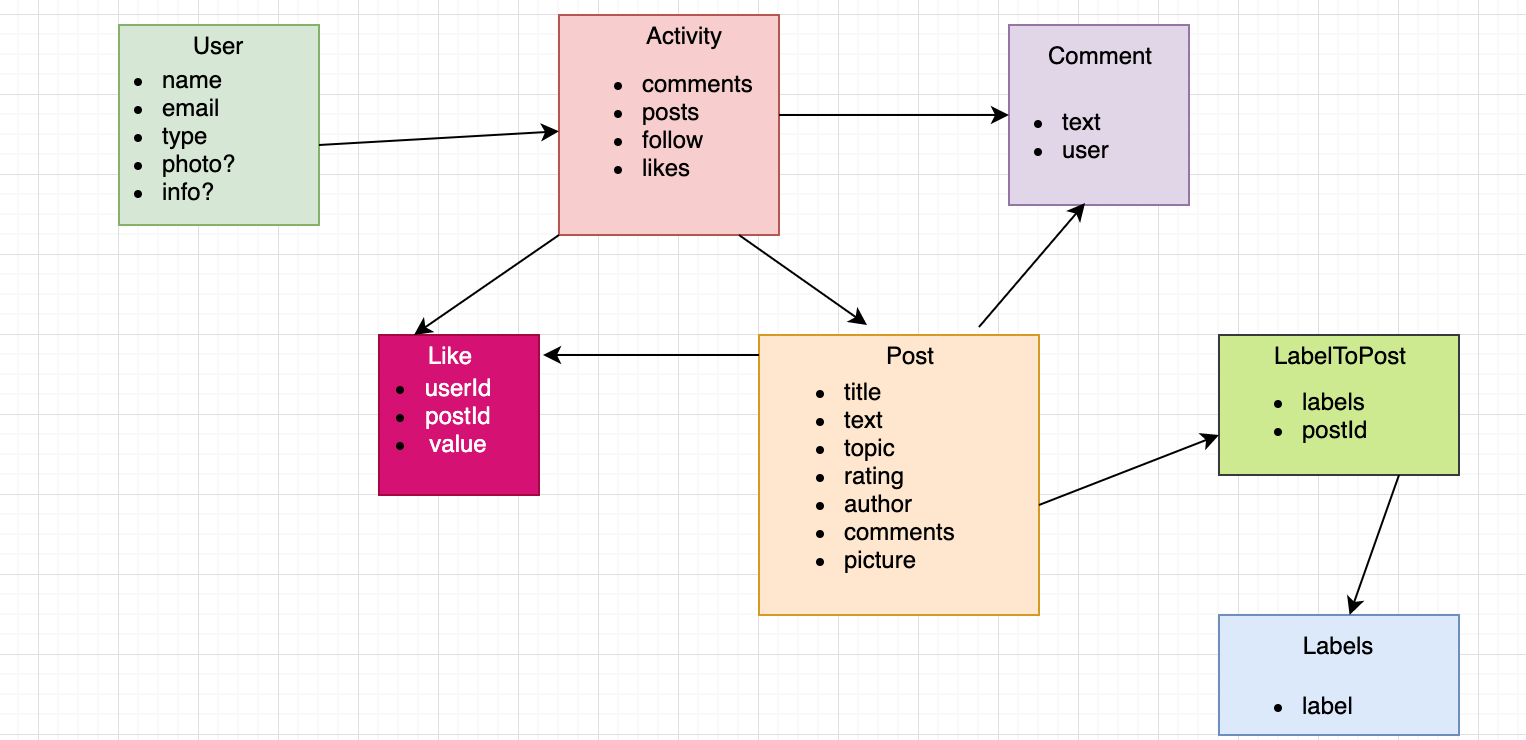 User
name
email
type
photo?
info?
Activity
comments
posts
follow
likes
Comment
text
user
Like
userId
postId
value
Post
title
text
topic
rating
author
comments
picture
LabelToPost
labels
postId
Labels
label